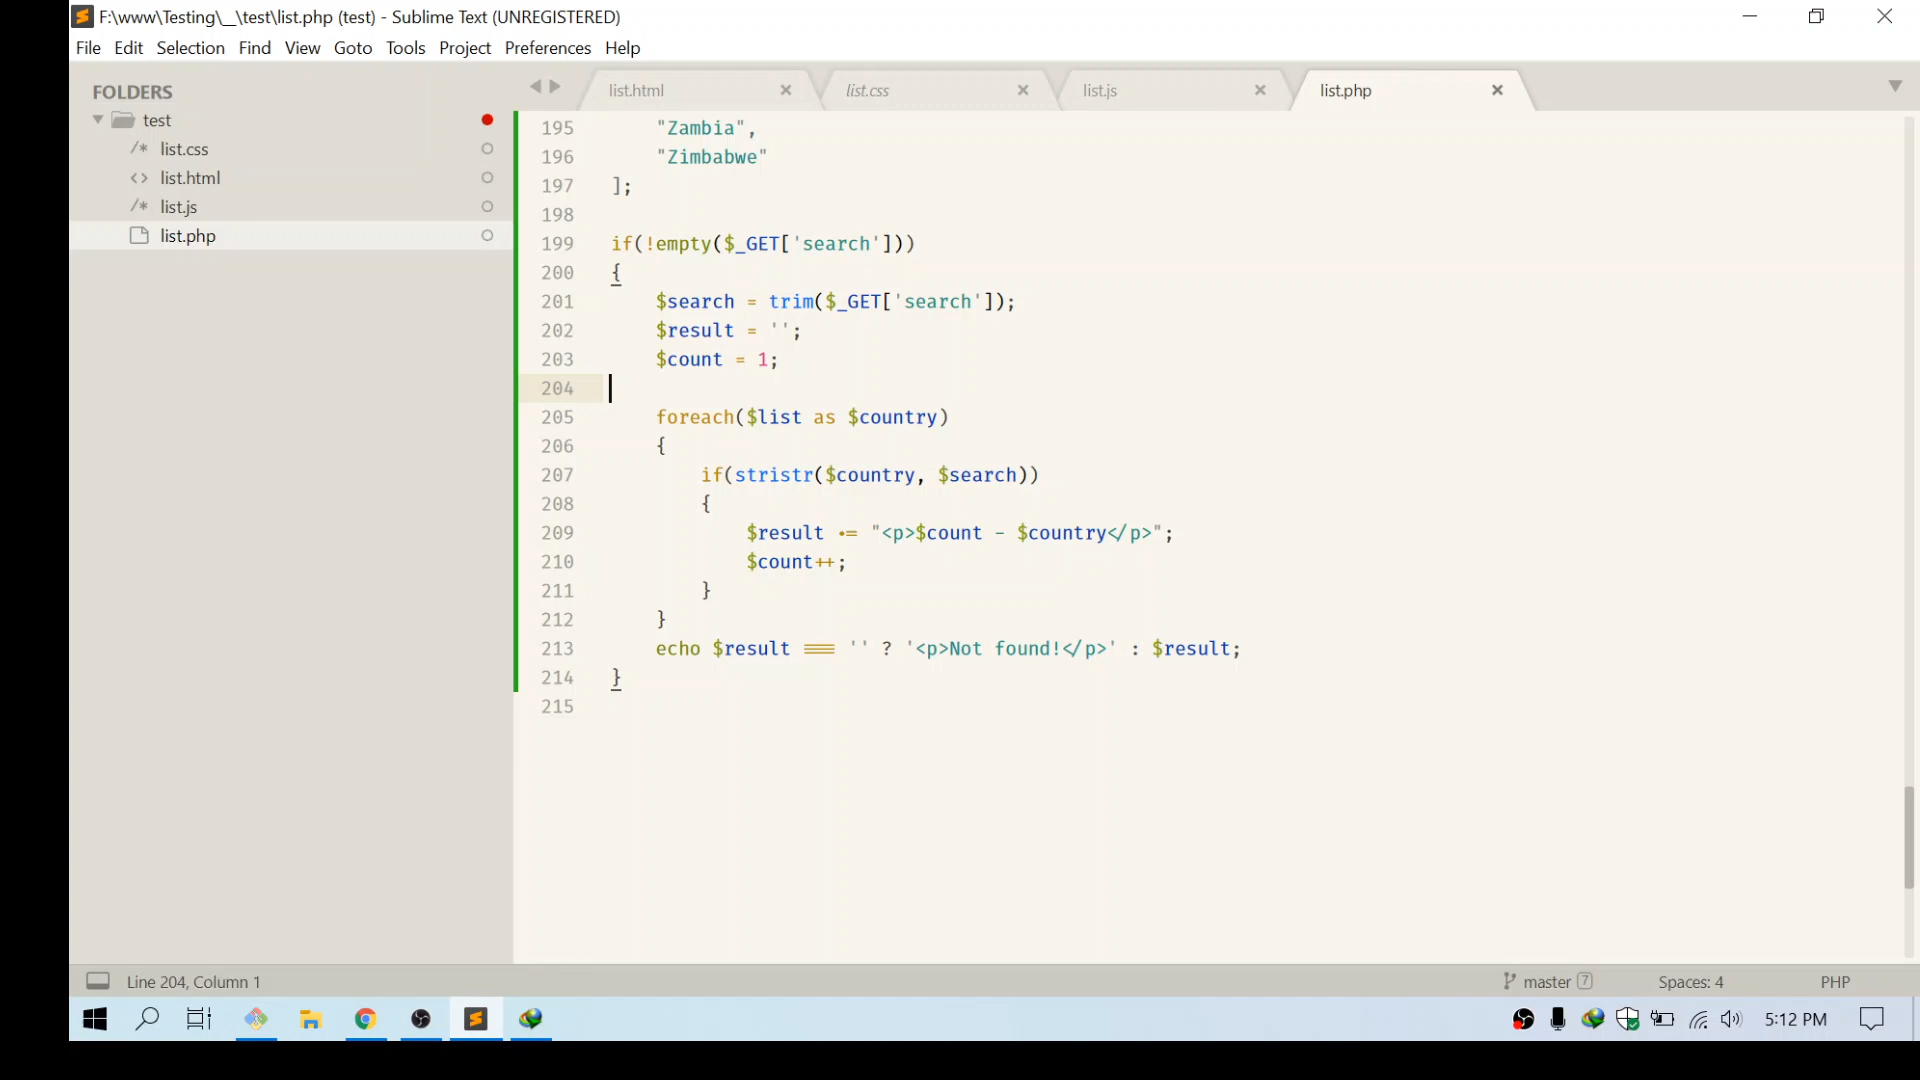 F:\www\Testing\__\test\list.php (test) - Sublime Text (UNREGISTERED)
File Edit Selection Find View Goto Tools Project Preferences Help
FOLDERS
test
/* list.css
<> list.html
/* list.js
list.php
list.html × list.css × list.js × list.php ×
195 "Zambia",
196 "Zimbabwe"
197 ];
198
199 if(!empty($_GET['search']))
200 {
201 $search = trim($_GET['search']);
202 $result = '';
203 $count = 1;
204
205 foreach($list as $country)
206 {
207 if(stristr($country, $search))
208 {
209 $result .= "<p>$count - $country</p>";
210 $count++;
211 }
212 }
213 echo $result === '' ? '<p>Not found!</p>' : $result;
214 }
215
Line 204, Column 1 master 7 Spaces: 4 PHP
5:12 PM